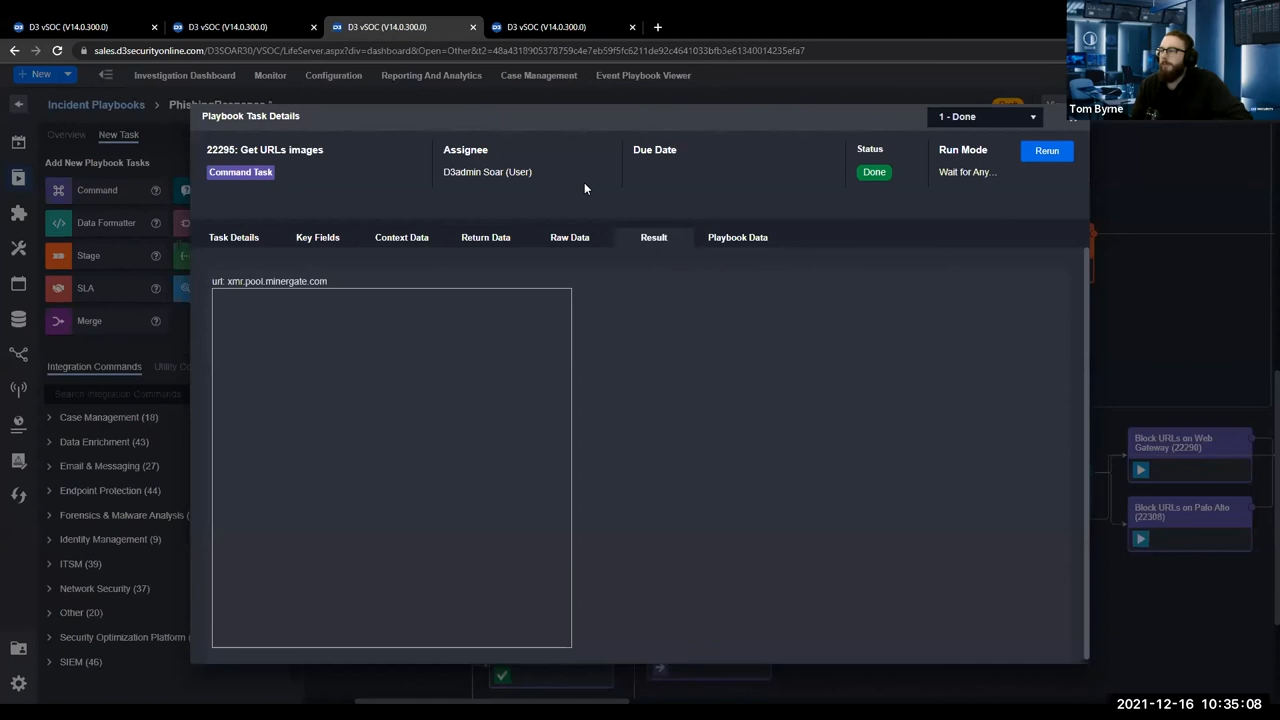 D3 vSOC (V14.0.300.0)
D3 vSOC (V14.0.300.0)
D3 vSOC (V14.0.300.0)
D3 vSOC (V14.0.300.0)
sales.d3securityonline.com/D3SOAR30/VSOC/LifeServer.aspx?div=dashboard&Open=Other&t2=48a4318905378759c4e7eb59f5fc6211de92c4641033bfb3e61340014235efa7
New
Investigation Dashboard
Monitor
Configuration
Reporting And Analytics
Case Management
Event Playbook Viewer
Tom Byrne
Incident Playbooks
Playbook Task Details
1 - Done
Overview
New Task
22295: Get URLs images
Assignee
Due Date
Status
Run Mode
Rerun
Add New Playbook Tasks
Command Task
D3admin Soar (User)
Done
Wait for Any...
Command
Data Formatter
Stage
SLA
Merge
Task Details
Key Fields
Context Data
Return Data
Raw Data
Result
Playbook Data
url: xmr.pool.minergate.com
Integration Commands
Utility Co
Search Integration Commands
Case Management (18)
Data Enrichment (43)
Email & Messaging (27)
Endpoint Protection (44)
Forensics & Malware Analysis (
Identity Management (9)
ITSM (39)
Network Security (37)
Other (20)
Security Optimization Platform (
SIEM (46)
Block URLs on Web
Gateway (22290)
Block URLs on Palo Alto
(22308)
2021-12-16 10:35:08